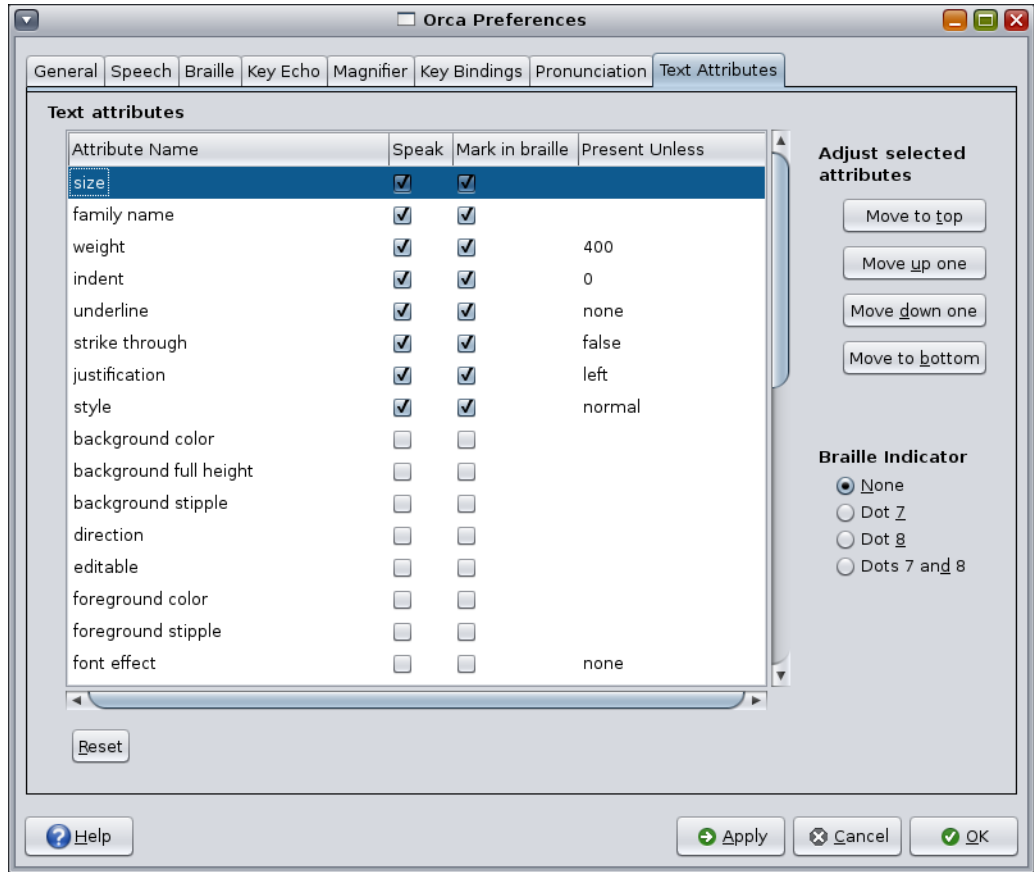 Orca Preferences
General Speech Braille Key Echo Magnifier Key Bindings Pronunciation Text Attributes
Text attributes
Attribute Name Speak Mark in braille Present Unless
size
family name
weight 400
indent 0
underline none
strike through false
justification left
style normal
background color
background full height
background stipple
direction
editable
foreground color
foreground stipple
font effect none
Reset
Adjust selected
attributes
Move to top
Move up one
Move down one
Move to bottom
Braille Indicator
None
Dot 7
Dot 8
Dots 7 and 8
Help Apply Cancel OK